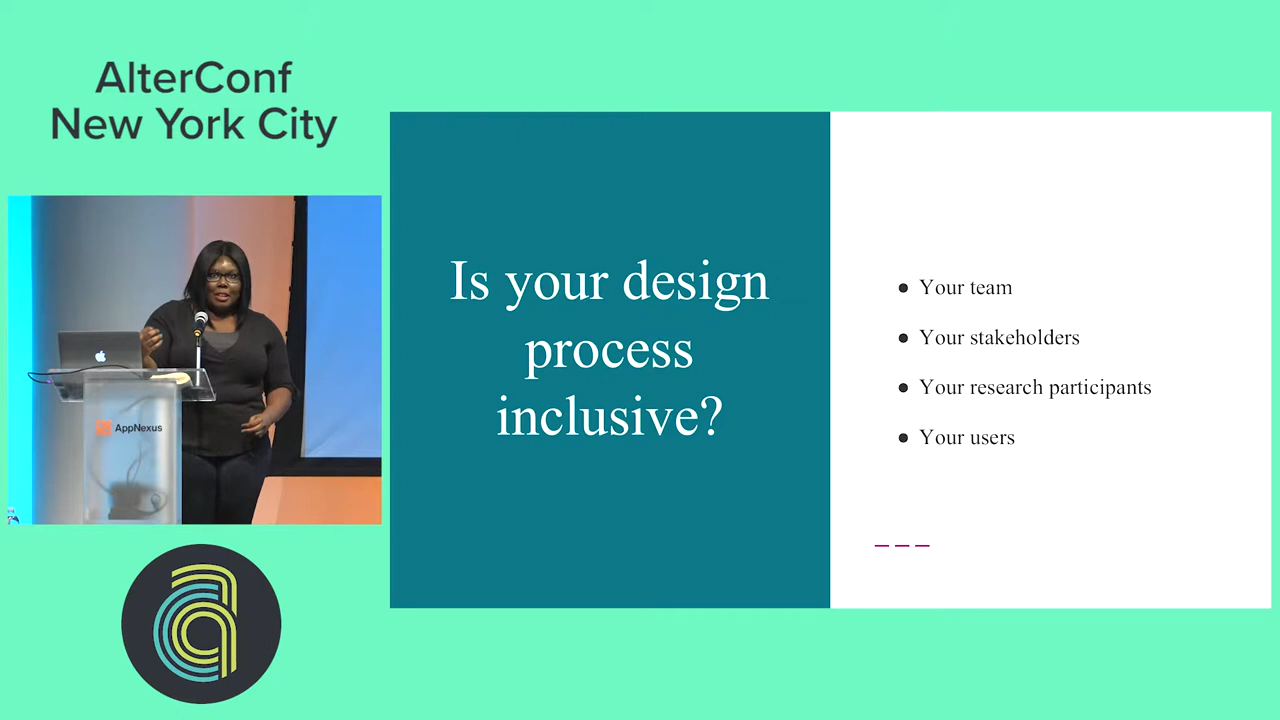 AlterConf
New York City
AppNexus
Is your design
process
inclusive?
● Your team
● Your stakeholders
● Your research participants
● Your users